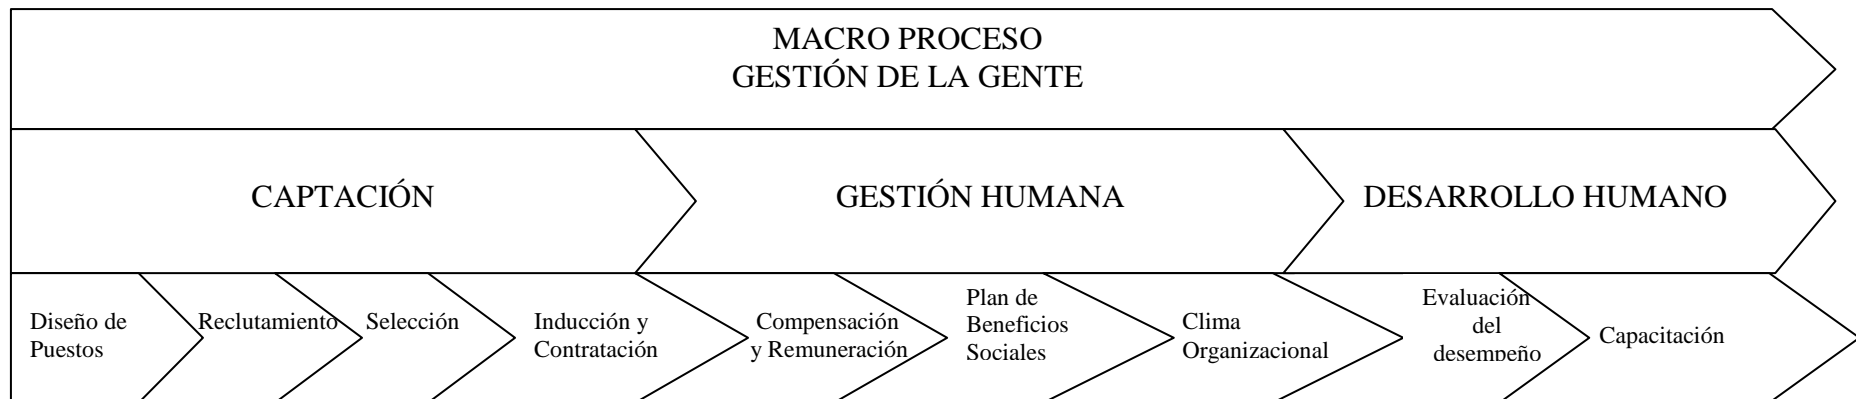 MACRO PROCESO
GESTIÓN DE LA GENTE
CAPTACIÓN
GESTIÓN HUMANA
DESARROLLO HUMANO
Diseño de
Puestos
Reclutamiento
Selección
Inducción y
Contratación
Compensación
y Remuneración
Plan de
Beneficios
Sociales
Clima
Organizacional
Evaluación
del
desempeño
Capacitación